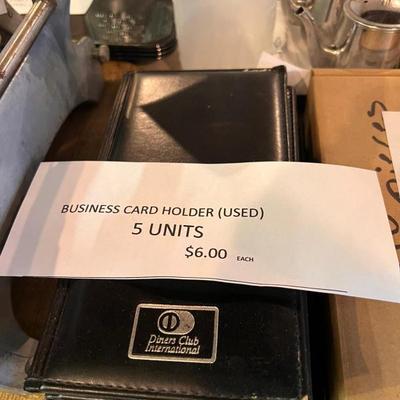 BUSINESS CARD HOLDER (USED)
5 UNITS
$6.00 EACH
Diners Club
International